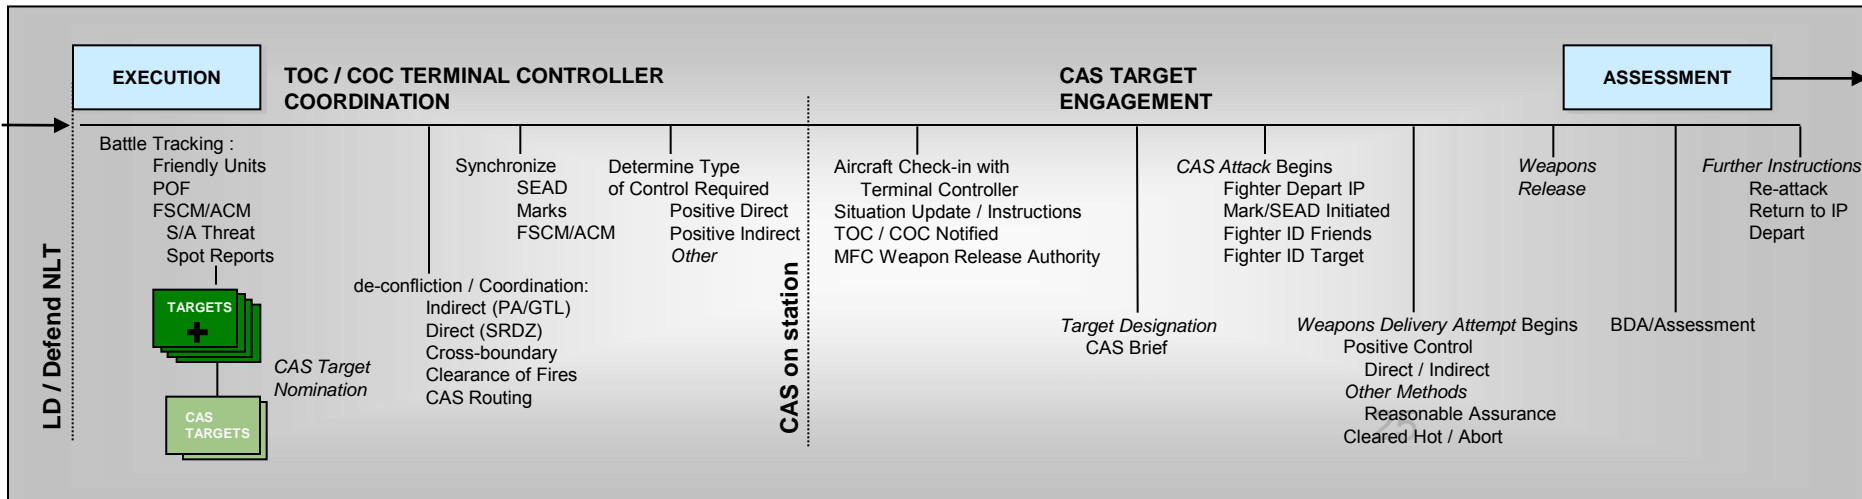 EXECUTION
TOC / COC TERMINAL CONTROLLER
COORDINATION
CAS TARGET
ENGAGEMENT
ASSESSMENT
LD / Defend NLT
Battle Tracking :
Friendly Units
POF
FSCM/ACM
S/A Threat
Spot Reports
TARGETS
+
CAS Target
Nomination
CAS
TARGETS
de-confliction / Coordination:
Indirect (PA/GTL)
Direct (SRDZ)
Cross-boundary
Clearance of Fires
CAS Routing
Synchronize
SEAD
Marks
FSCM/ACM
Determine Type
of Control Required
Positive Direct
Positive Indirect
Other
CAS on station
Aircraft Check-in with
Terminal Controller
Situation Update / Instructions
TOC / COC Notified
MFC Weapon Release Authority
Target Designation
CAS Brief
CAS Attack Begins
Fighter Depart IP
Mark/SEAD Initiated
Fighter ID Friends
Fighter ID Target
Weapons Delivery Attempt Begins
Positive Control
Direct / Indirect
Other Methods
Reasonable Assurance
Cleared Hot / Abort
25
Weapons
Release
BDA/Assessment
Further Instructions
Re-attack
Return to IP
Depart